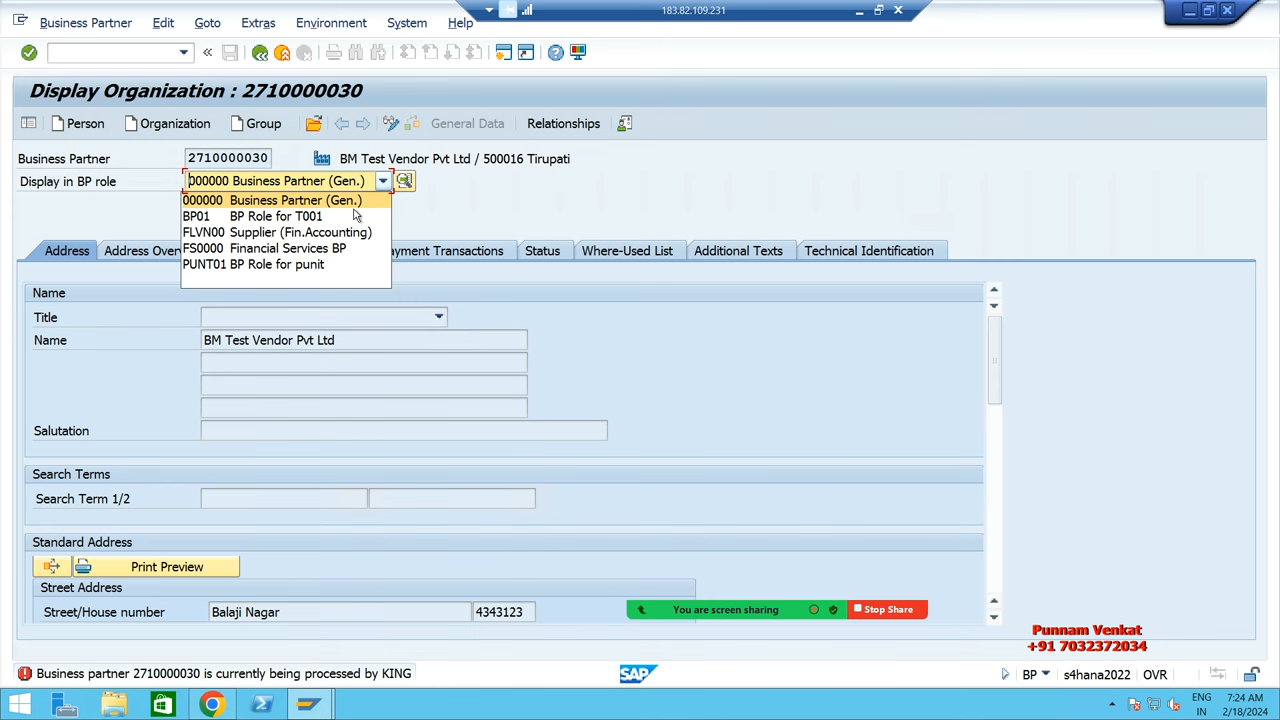 183.82.109.231
Business Partner Edit Goto Extras Environment System Help
Display Organization : 2710000030
Person Organization Group General Data Relationships
Business Partner 2710000030 BM Test Vendor Pvt Ltd / 500016 Tirupati
Display in BP role 000000 Business Partner (Gen.)
000000 Business Partner (Gen.)
BP01 BP Role for T001
FLVN00 Supplier (Fin.Accounting)
FS0000 Financial Services BP
PUNT01 BP Role for punit
Address Address Over ayment Transactions Status Where-Used List Additional Texts Technical Identification
Name
Title
Name BM Test Vendor Pvt Ltd
Salutation
Search Terms
Search Term 1/2
Standard Address
Print Preview
Street Address
Street/House number Balaji Nagar 4343123
You are screen sharing Stop Share
Punnam Venkat
+91 7032372034
Business partner 2710000030 is currently being processed by KING SAP BP s4hana2022 OVR
ENG 7:24 AM
IN 2/18/2024